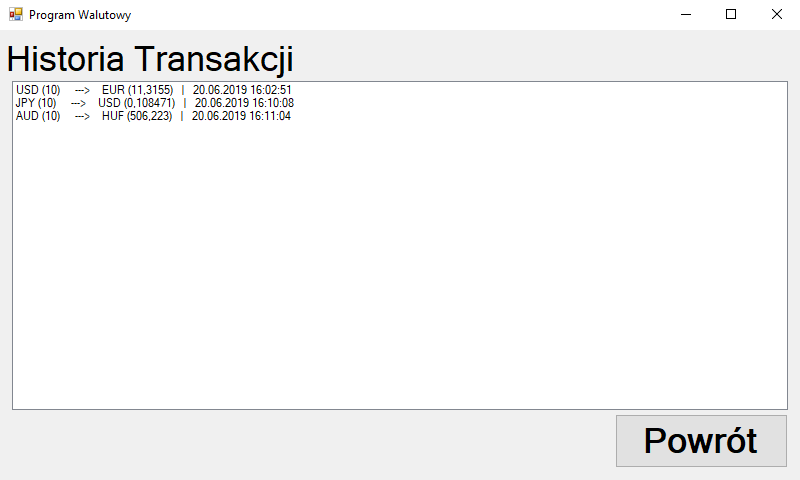 Program Walutowy
Historia Transakcji
USD (10) ---> EUR (11,3155) | 20.06.2019 16:02:51
JPY (10) ---> USD (0,108471) | 20.06.2019 16:10:08
AUD (10) ---> HUF (506,223) | 20.06.2019 16:11:04
Powrót